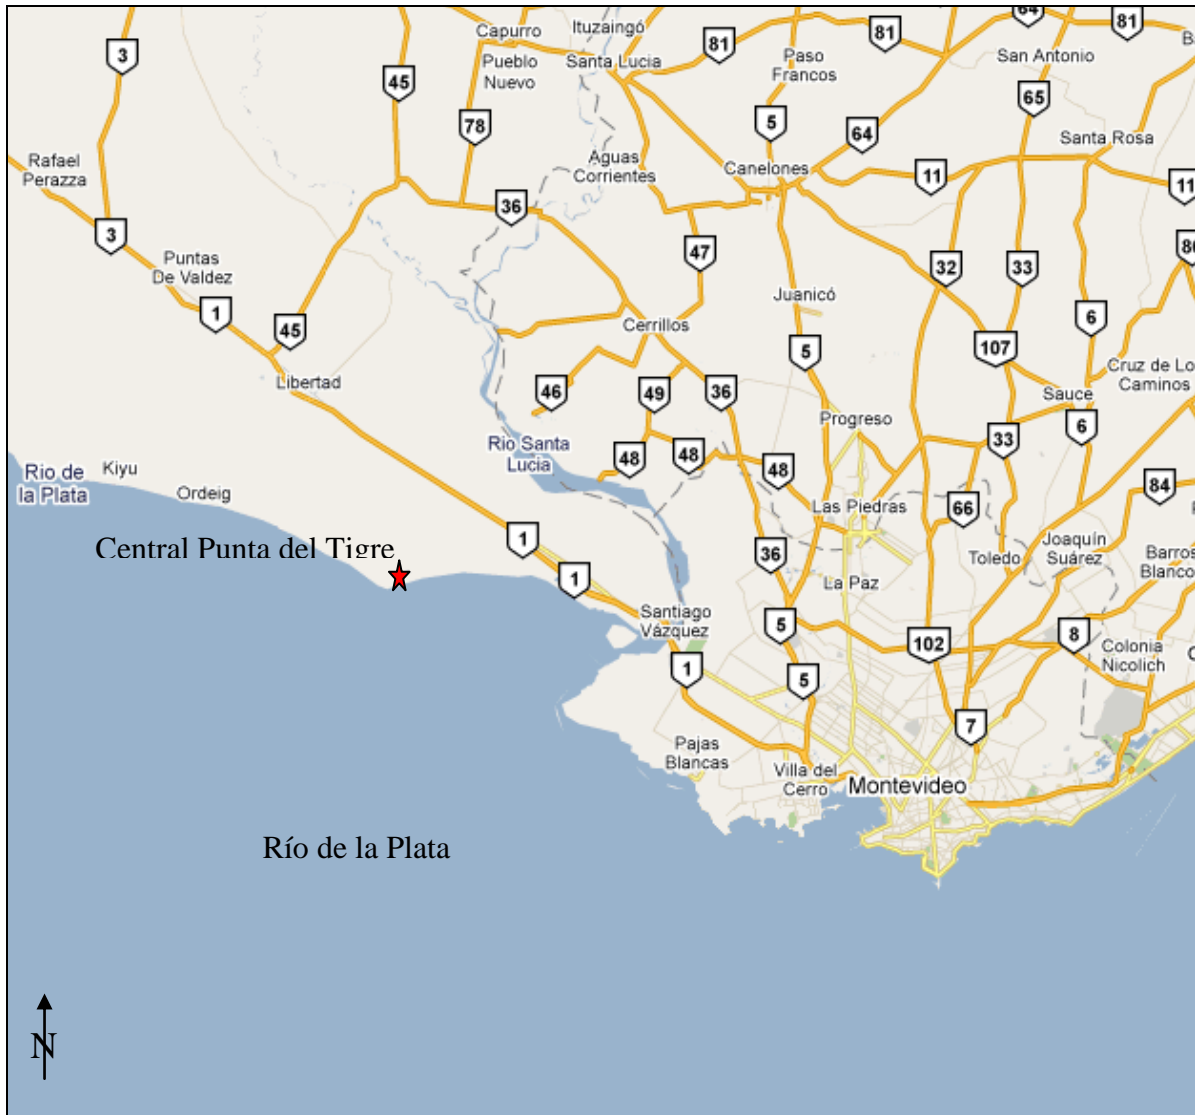 64
81
3
Capurro
Ituzaingó
81
81
San Antonio
45
Pueblo
Nuevo
Santa Lucia
Paso
Francos
65
78
5
64
Santa Rosa
Rafael
Perazza
Aguas
Corrientes
Canelones
11
11
36
3
47
Puntas
De Valdez
32
33
Juanicó
1
45
6
Cerrillos
5
107
Libertad
46
49
36
Cruz de Lo
Caminos
Sauce
Progreso
6
Rio Santa
Lucia
48
48
48
33
Rio de
la Plata
Kiyu
Ordeig
84
Las Piedras
66
Central Punta del Tigre
1
36
Toledo
Joaquín
Suárez
Barros
Blanco
1
La Paz
Santiago
Vázquez
5
102
8
Colonia
Nicolich
1
5
7
Pajas
Blancas
Villa del
Cerro
Montevideo
Río de la Plata
N